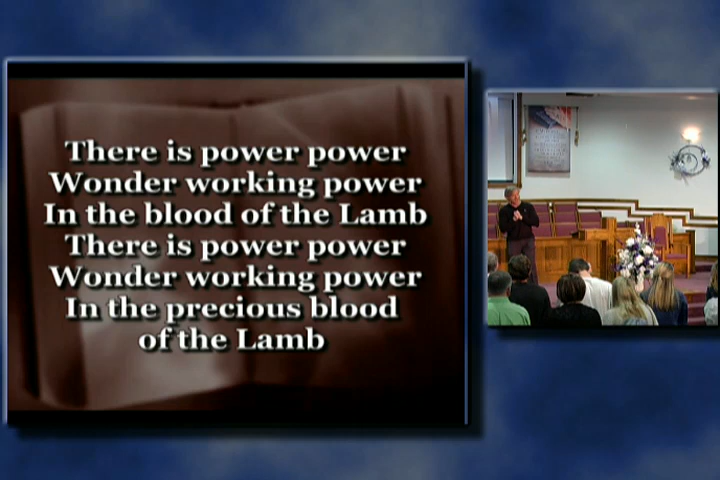 There is power power
Wonder working power
In the blood of the Lamb
There is power power
Wonder working power
In the precious blood
of the Lamb